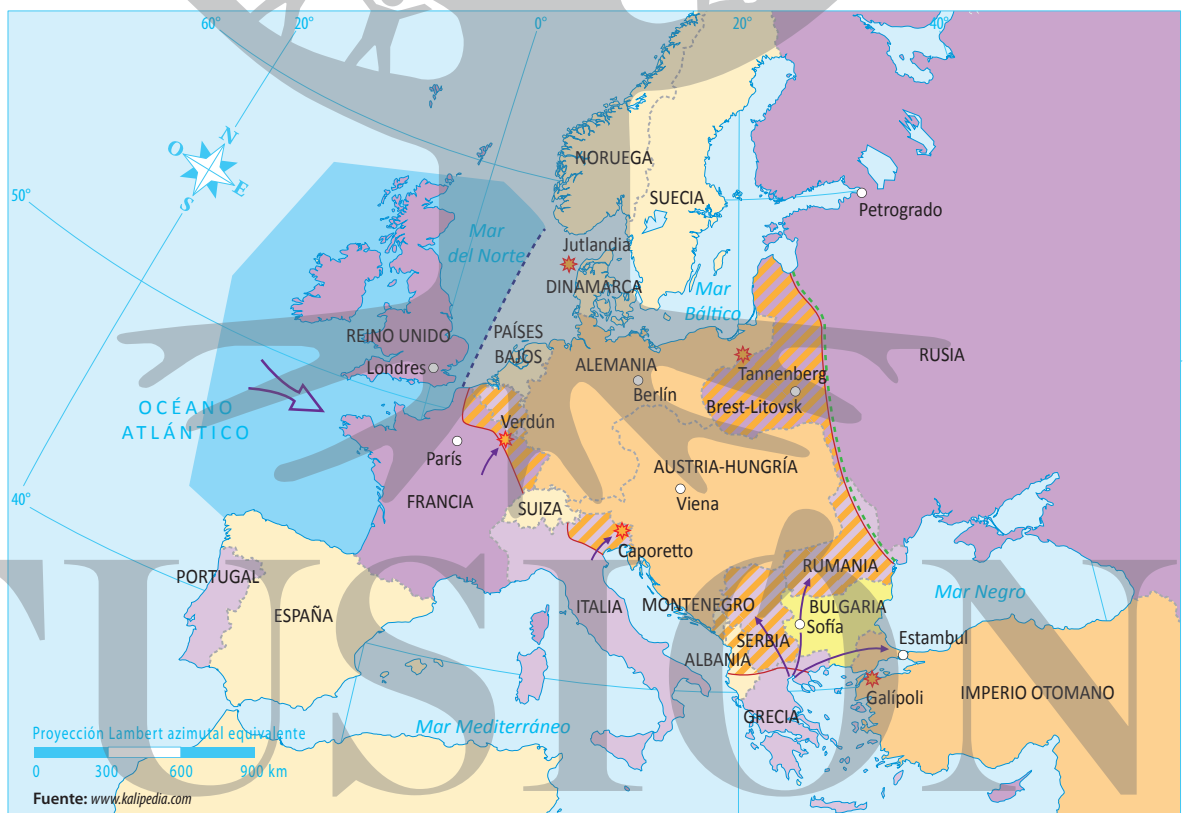 60°
20°
0°
20°
40°
N
O
E
S
50°
40°
NORUEGA
SUECIA
Petrogrado
Mar
del Norte
Jutlandia
DINAMARCA
Mar
Báltico
REINO UNIDO
Londres
PAÍSES
BAJOS
ALEMANIA
Berlín
Tannenberg
Brest-Litovsk
RUSIA
OCÉANO
ATLÁNTICO
Verdún
París
FRANCIA
AUSTRIA-HUNGRÍA
Viena
SUIZA
Caporetto
PORTUGAL
ESPAÑA
ITALIA
MONTENEGRO
RUMANIA
BULGARIA
Sofía
SERBIA
ALBANIA
Mar Negro
Estambul
Galípoli
IMPERIO OTOMANO
GRECIA
Mar Mediterráneo
Proyección Lambert azimutal equivalente
0 300 600 900 km
Fuente: www.kalipedia.com
TUSIÓN